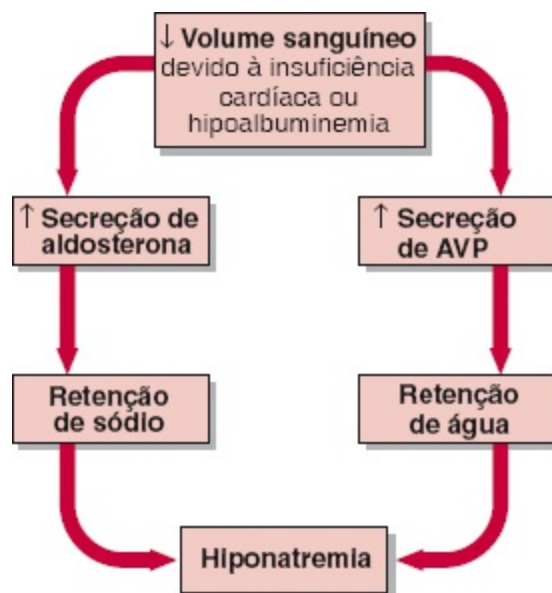 ↓ Volume sanguíneo
devido à insuficiência
cardíaca ou
hipoalbuminemia
↑ Secreção de
aldosterona
↑ Secreção
de AVP
Retenção
de sódio
Retenção
de água
Hiponatremia